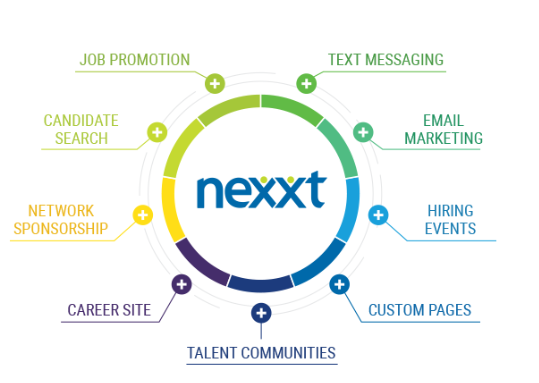 JOB PROMOTION
TEXT MESSAGING
CANDIDATE
SEARCH
EMAIL
MARKETING
nexxt
NETWORK
SPONSORSHIP
HIRING
EVENTS
CAREER SITE
CUSTOM PAGES
TALENT COMMUNITIES